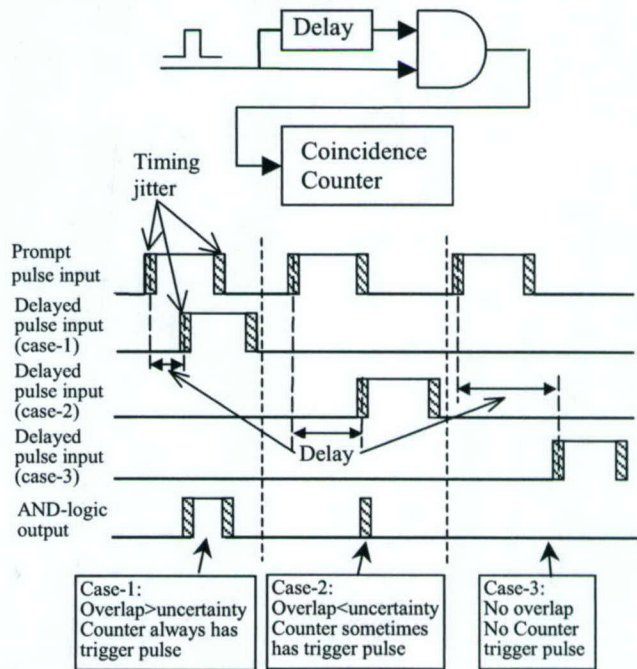 Delay
Coincidence
Counter
Timing
jitter
Prompt
pulse input
Delayed
pulse input
(case-1)
Delayed
pulse input
(case-2)
Delayed
pulse input
(case-3)
Delay
AND-logic
output
Case-1:
Overlap>uncertainty
Counter always has
trigger pulse
Case-2:
Overlap<uncertainty
Counter sometimes
has trigger pulse
Case-3:
No overlap
No Counter
trigger pulse